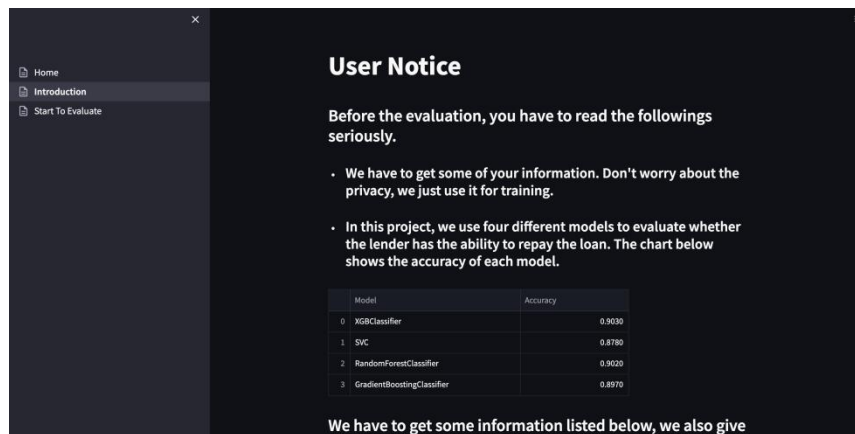 ×
Home
Introduction
Start To Evaluate
User Notice
Before the evaluation, you have to read the followings
seriously.
• We have to get some of your information. Don't worry about the
privacy, we just use it for training.
• In this project, we use four different models to evaluate whether
the lender has the ability to repay the loan. The chart below
shows the accuracy of each model.
Model Accuracy
0 XGBClassifier 0.9030
1 SVC 0.8780
2 RandomForestClassifier 0.9020
3 GradientBoostingClassifier 0.8970
We have to get some information listed below, we also give